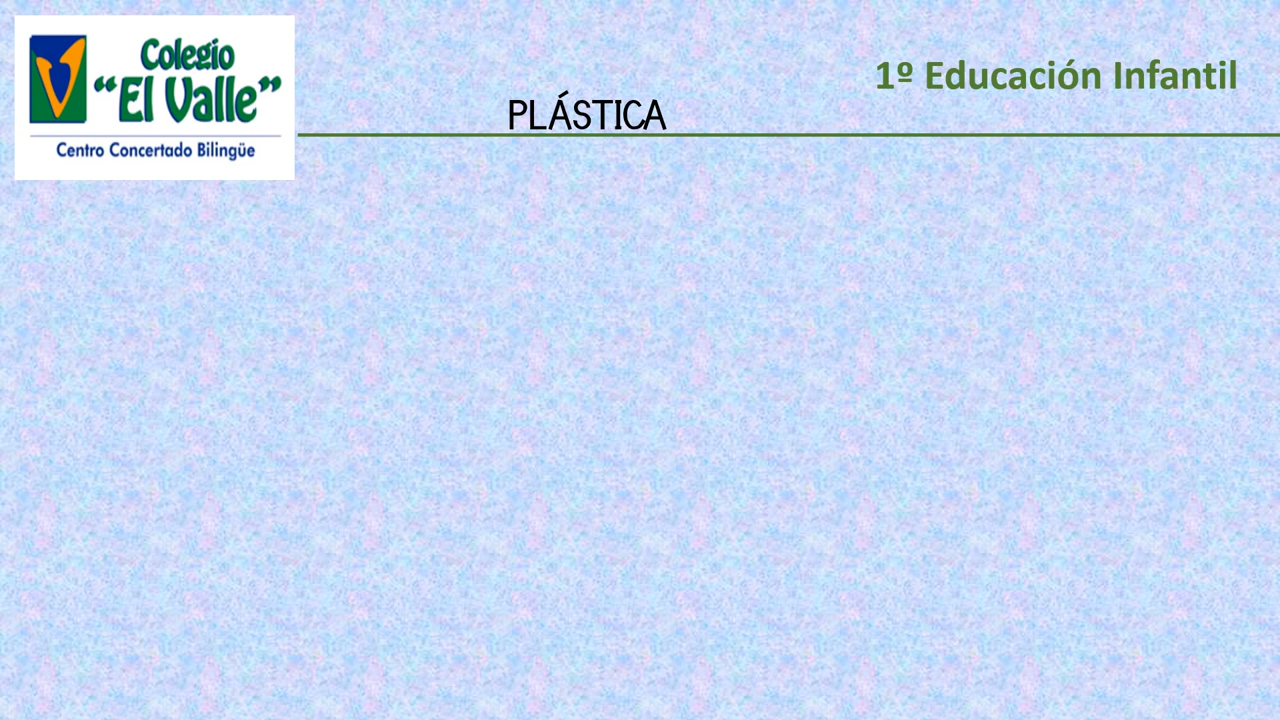 Colegio
“El Valle”
Centro Concertado Bilingüe
1º Educación Infantil
PLÁSTICA